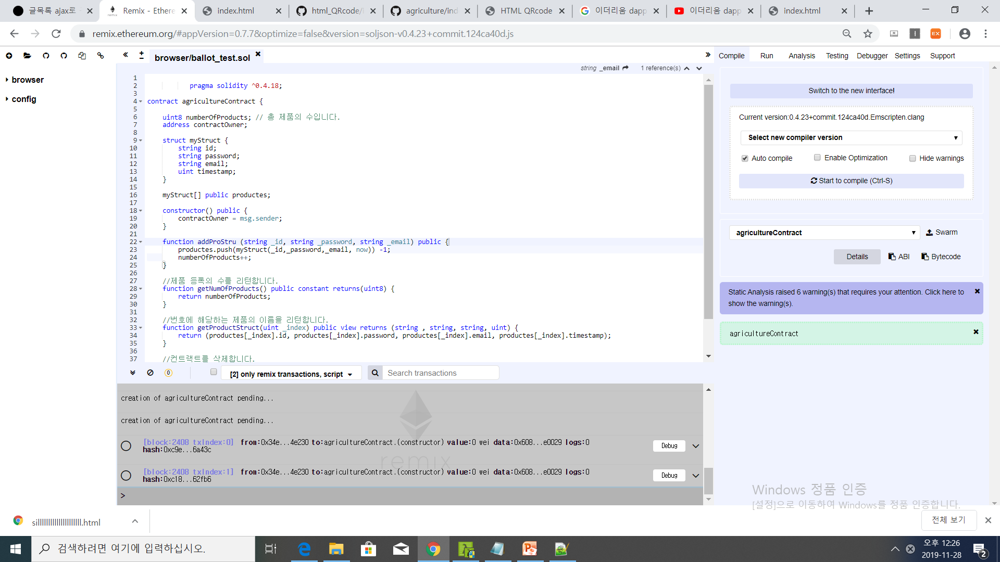 글목록 ajax로
Remix - Ethere
index.html
html_QRcode/i
agriculture/ind
HTML QRcode
이더리움 dapp
이더리움 dapp
index.html
remix.ethereum.org/#appVersion=0.7.7&optimize=false&version=soljson-v0.4.23+commit.124ca40d.js
browser/ballot_test.sol
Compile Run Analysis Testing Debugger Settings Support
browser
config
string _email 1 reference(s)
1
2 pragma solidity ^0.4.18;
3
4 contract agricultureContract {
5
6 uint8 numberOfProducts; // 총 제품의 수입니다.
7 address contractOwner;
8
9 struct myStruct {
10 string id;
11 string password;
12 string email;
13 uint timestamp;
14 }
15
16 myStruct[] public productes;
17
18 constructor() public {
19 contractOwner = msg.sender;
20 }
21
22 function addProStru (string _id, string _password, string _email) public {
23 productes.push(myStruct(_id,_password,_email, now)) -1;
24 numberOfProducts++;
25 }
26
27 //제품 등록의 수를 리턴합니다.
28 function getNumOfProducts() public constant returns(uint8) {
29 return numberOfProducts;
30 }
31
32 //번호에 해당하는 제품의 이름을 리턴합니다.
33 function getProductStruct(uint _index) public view returns (string , string, string, uint) {
34 return (productes[_index].id, productes[_index].password, productes[_index].email, productes[_index].timestamp);
35 }
36
37 //컨트랙트를 삭제합니다.
0
[2] only remix transactions, script
Search transactions
creation of agricultureContract pending...
creation of agricultureContract pending...
[block:2408 txIndex:0] from:0x34e...4e230 to:agricultureContract.(constructor) value:0 wei data:0x608...e0029 logs:0
hash:0xc9e...6a43c
Debug
[block:2408 txIndex:1] from:0x34e...4e230 to:agricultureContract.(constructor) value:0 wei data:0x608...e0029 logs:0
hash:0xc18...62fb6
Debug
remix
>
Switch to the new interface!
Current version:0.4.23+commit.124ca40d.Emscripten.clang
Select new compiler version
Auto compile
Enable Optimization
Hide warnings
Start to compile (Ctrl-S)
agricultureContract
Swarm
Details
ABI
Bytecode
Static Analysis raised 6 warning(s) that requires your attention. Click here to
show the warning(s).
agricultureContract
Windows 정품 인증
[설정]으로 이동하여 Windows를 정품 인증합니다.
전체 보기
검색하려면 여기에 입력하십시오.
오후 12:26
2019-11-28
2